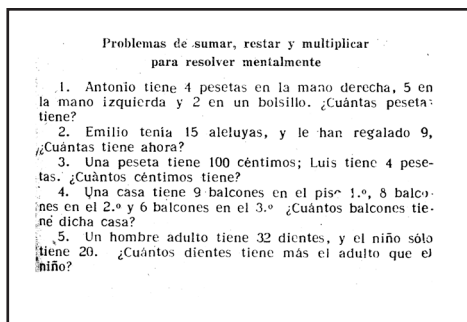 Problemas de sumar, restar y multiplicar
para resolver mentalmente
1. Antonio tiene 4 pesetas en la mano derecha, 5 en
la mano izquierda y 2 en un bolsillo. ¿Cuántas pesetas
tiene?
2. Emilio tenía 15 aleluyas, y le han regalado 9,
¿Cuántas tiene ahora?
3. Una peseta tiene 100 céntimos; Luis tiene 4 pese-
tas. ¿Cuàntos céntimos tiene?
4. Una casa tiene 9 balcones en el piso 1.º, 8 balco-
nes en el 2.º y 6 balcones en el 3.º ¿Cuántos balcones tie-
ne dicha casa?
5. Un hombre adulto tiene 32 dientes, y el niño sólo
tiene 20. ¿Cuántos dientes tiene más el adulto que el
niño?